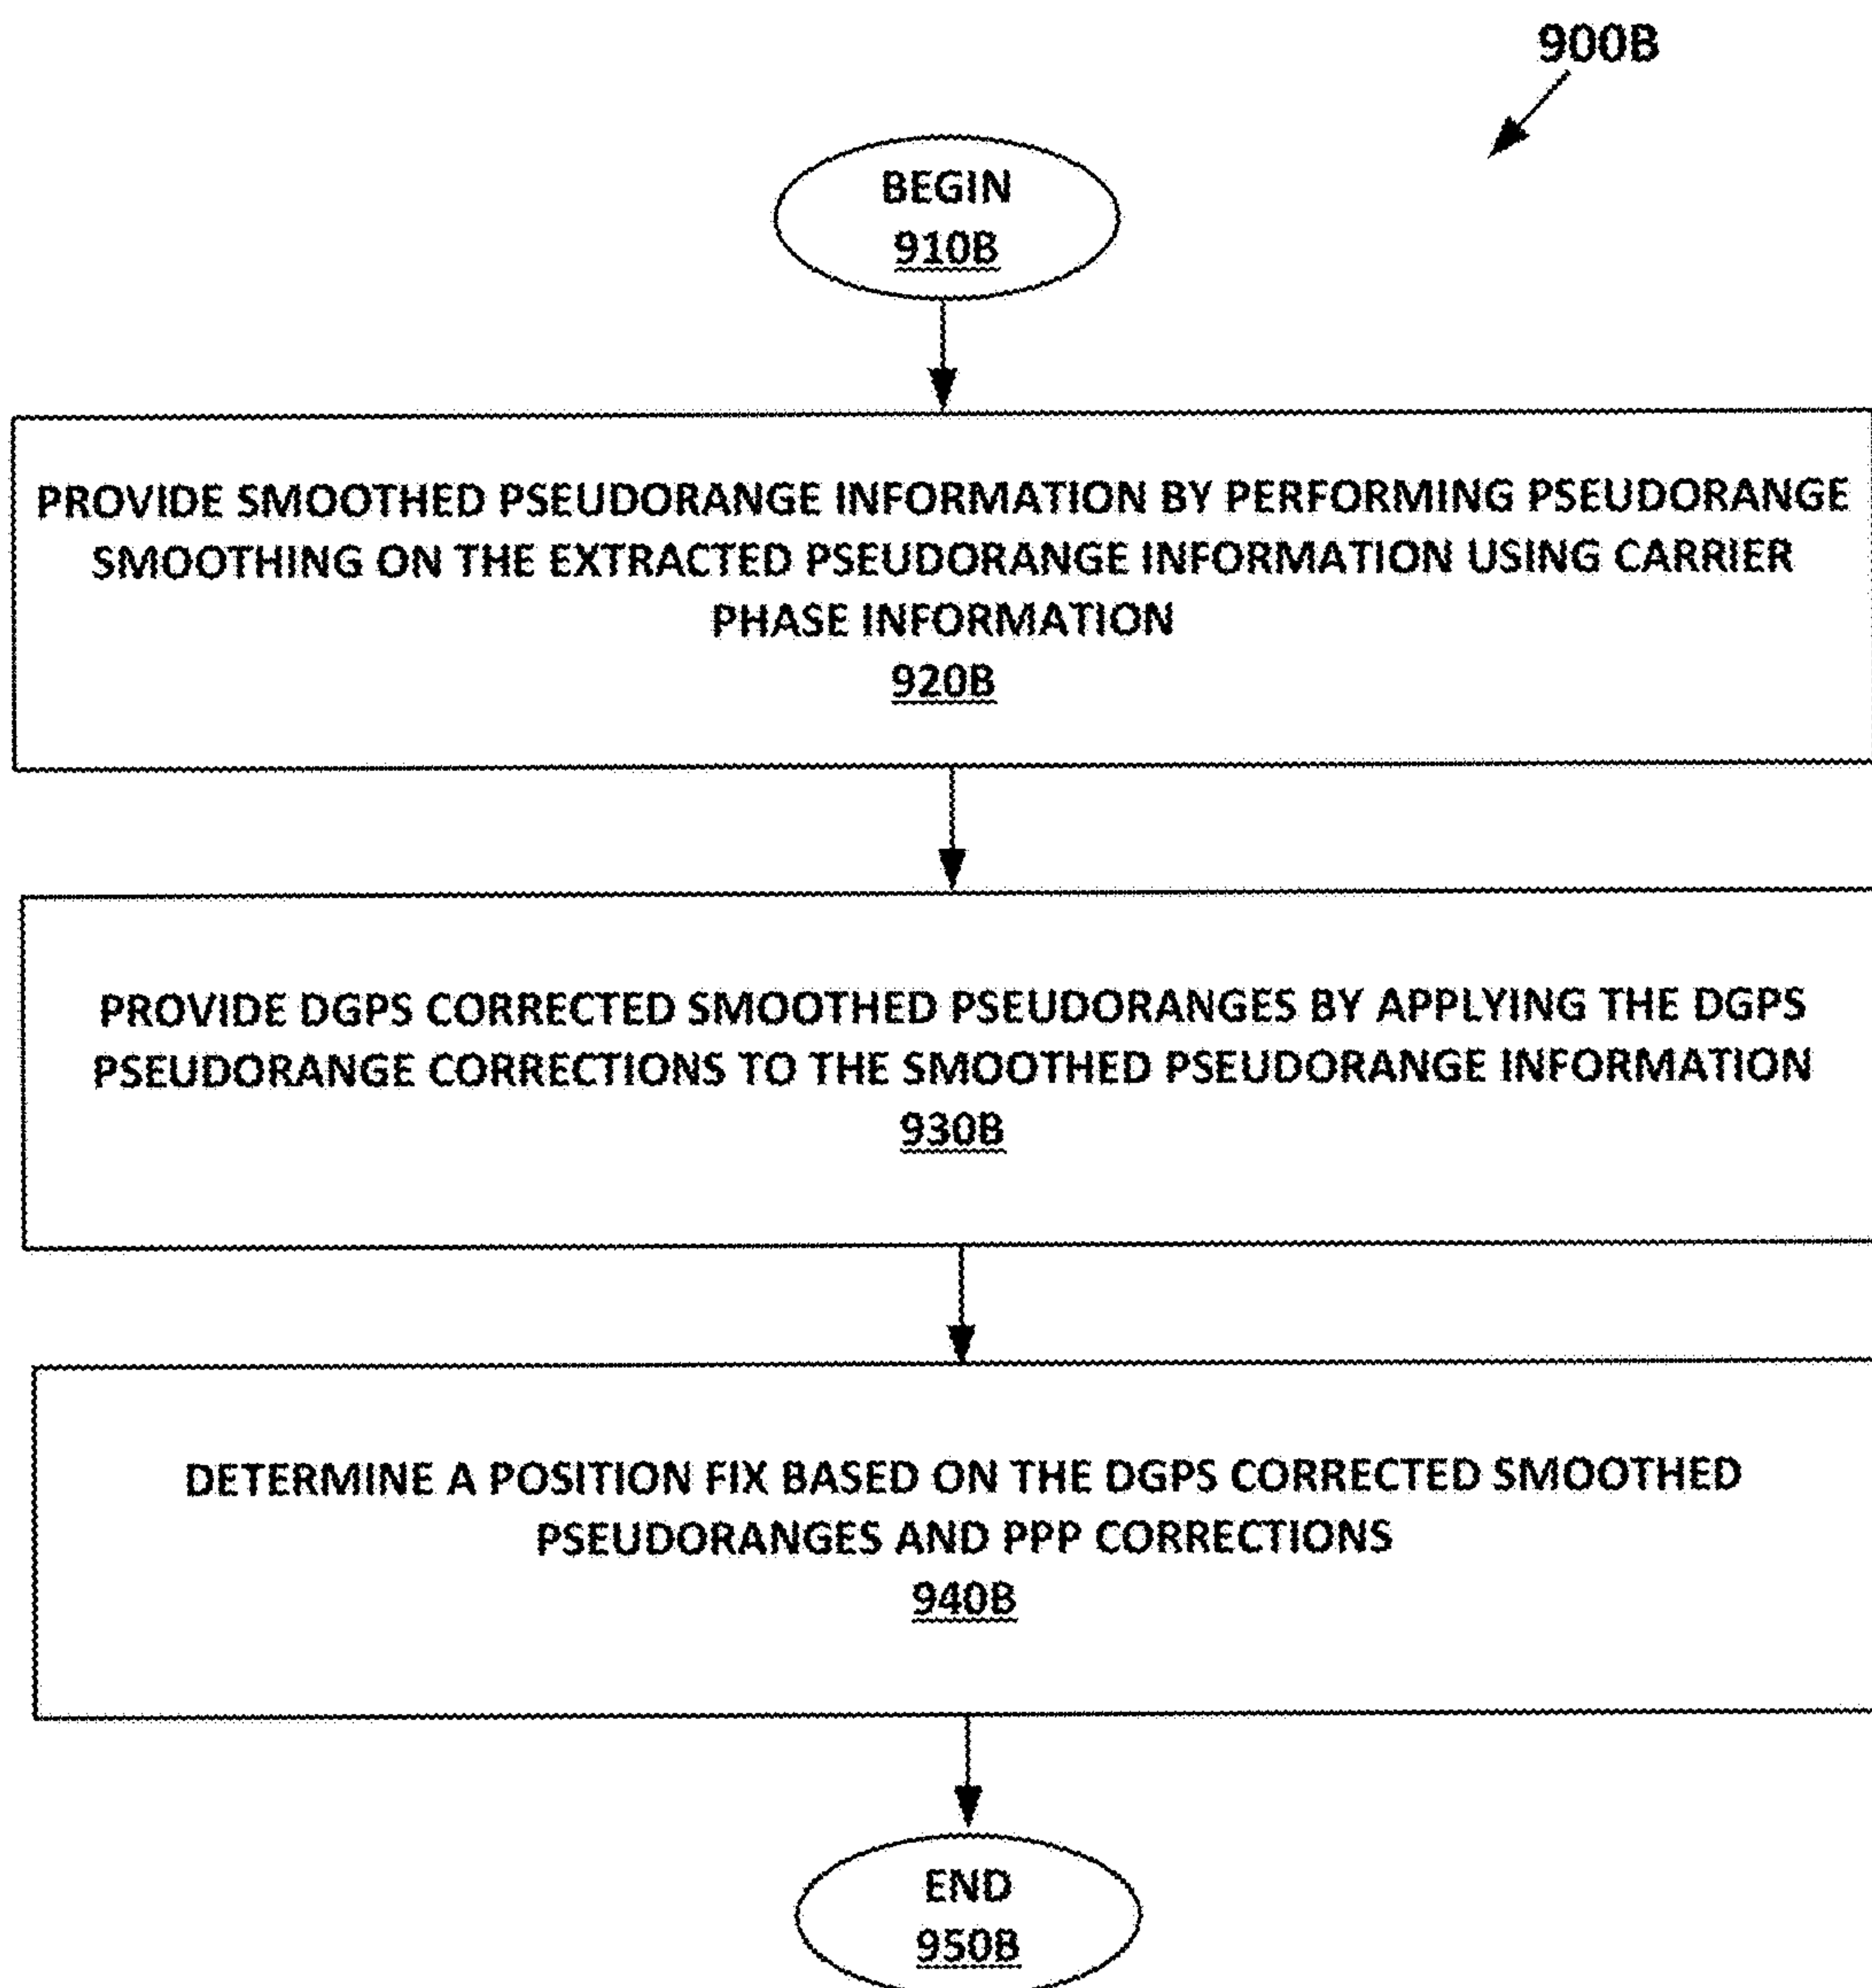 900B
BEGIN
910B
PROVIDE SMOOTHED PSEUDORANGE INFORMATION BY PERFORMING PSEUDORANGE
SMOOTHING ON THE EXTRACTED PSEUDORANGE INFORMATION USING CARRIER
PHASE INFORMATION
920B
PROVIDE DGPS CORRECTED SMOOTHED PSEUDORANGES BY APPLYING THE DGPS
PSEUDORANGE CORRECTIONS TO THE SMOOTHED PSEUDORANGE INFORMATION
930B
DETERMINE A POSITION FIX BASED ON THE DGPS CORRECTED SMOOTHED
PSEUDORANGES AND PPP CORRECTIONS
940B
END
950B